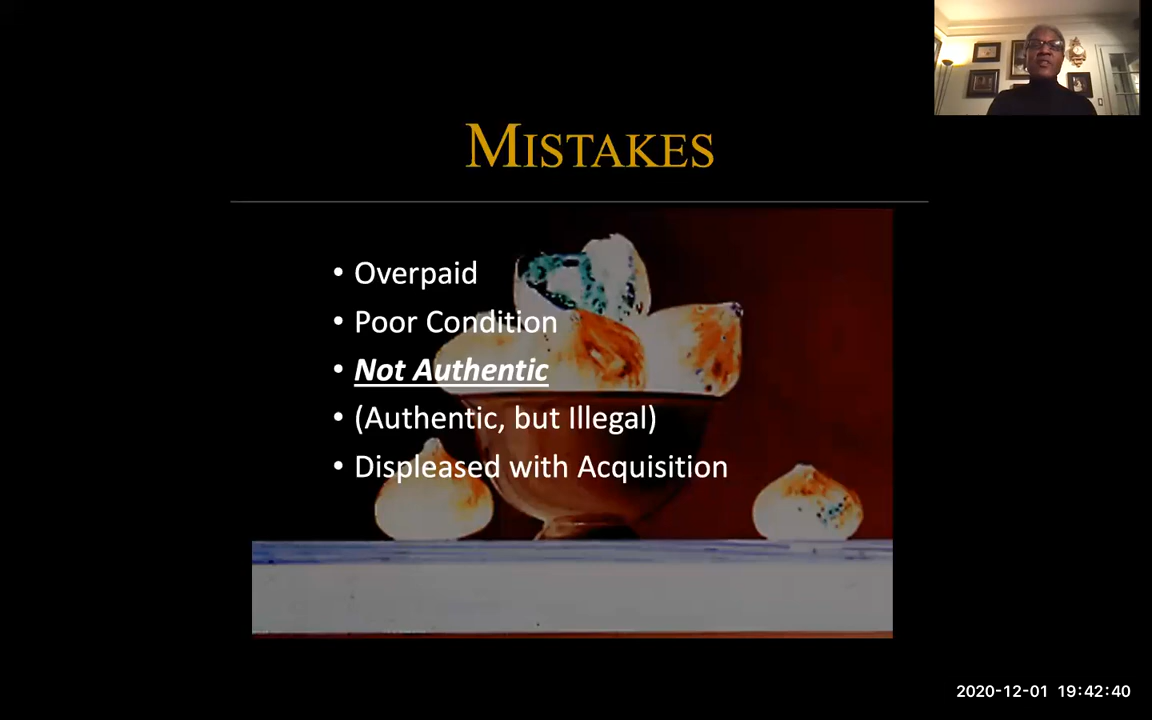 MISTAKES
• Overpaid
• Poor Condition
• Not Authentic
• (Authentic, but Illegal)
• Displeased with Acquisition
2020-12-01 19:42:40